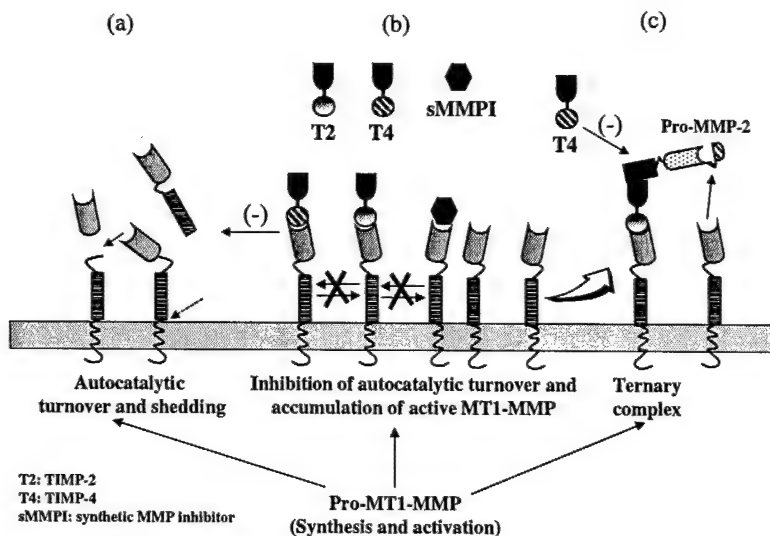 (a)
(b)
(c)
T2
T4
sMMPI
T4
(-)
Pro-MMP-2
(-)
Autocatalytic
turnover and shedding
Inhibition of autocatalytic turnover and
accumulation of active MT1-MMP
Ternary
complex
T2: TIMP-2
T4: TIMP-4
sMMPI: synthetic MMP inhibitor
Pro-MT1-MMP
(Synthesis and activation)